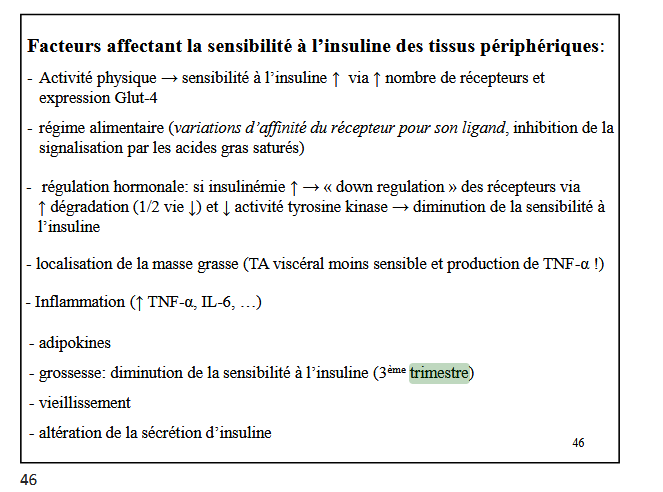 Facteurs affectant la sensibilité à l’insuline des tissus périphériques:
- Activité physique → sensibilité à l’insuline ↑ via ↑ nombre de récepteurs et
expression Glut-4
- régime alimentaire (variations d’affinité du récepteur pour son ligand, inhibition de la
signalisation par les acides gras saturés)
- régulation hormonale: si insulinémie ↑ → « down regulation » des récepteurs via
↑ dégradation (1/2 vie ↓) et ↓ activité tyrosine kinase → diminution de la sensibilité à
l’insuline
- localisation de la masse grasse (TA viscéral moins sensible et production de TNF-α !)
- Inflammation (↑ TNF-α, IL-6, …)
- adipokines
- grossesse: diminution de la sensibilité à l’insuline (3ème trimestre)
- vieillissement
- altération de la sécrétion d’insuline
46
46